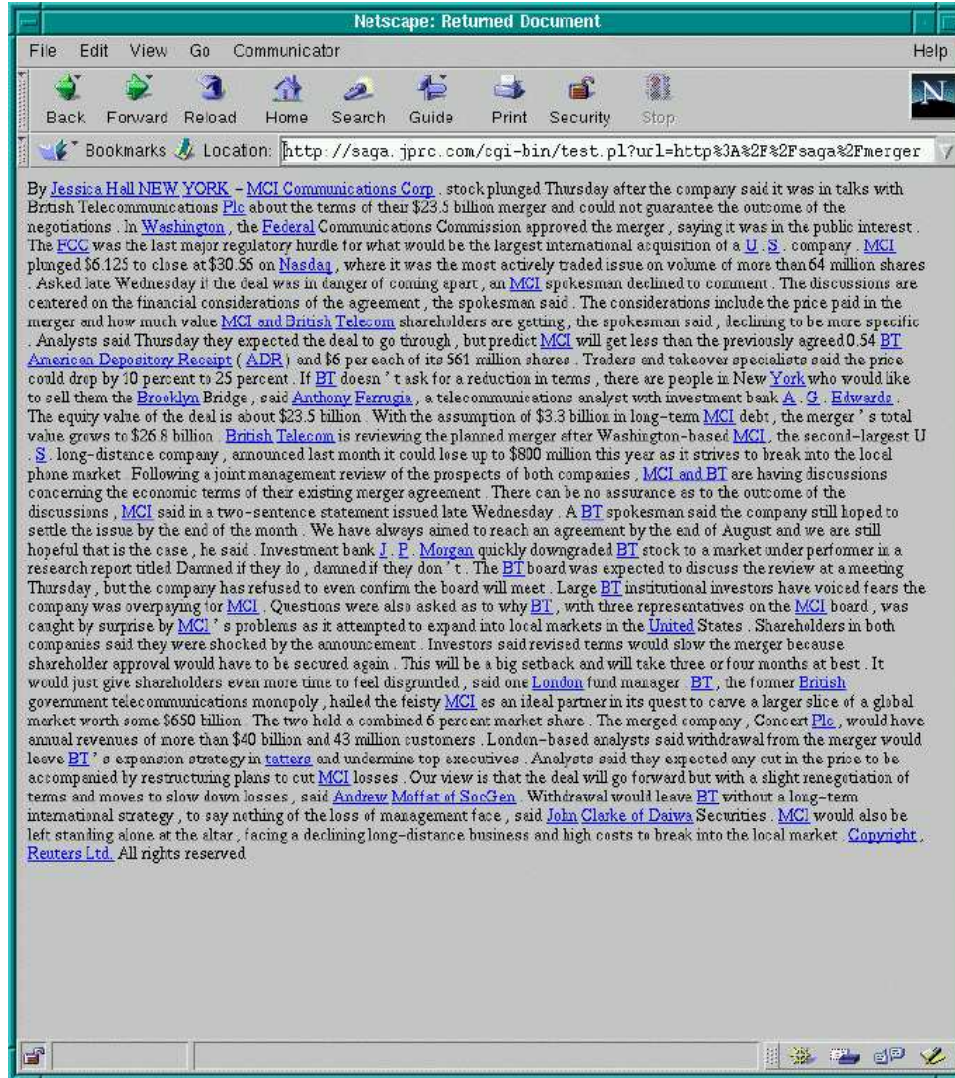 Netscape: Returned Document
File Edit View Go Communicator Help
Back Forward Reload Home Search Guide Print Security Stop
N
Bookmarks Location: http://saga.jprc.com/cgi-bin/test.pl?url=http%3A%2F%2Fsaga%2Fmerger
By Jessica Hall NEW YORK - MCI Communications Corp . stock plunged Thursday after the company said it was in talks with
British Telecommunications Plc about the terms of their $23.5 billion merger and could not guarantee the outcome of the
negotiations . In Washington , the Federal Communications Commission approved the merger , saying it was in the public interest .
The FCC was the last major regulatory hurdle for what would be the largest international acquisition of a U . S . company . MCI
plunged $6.125 to close at $30.56 on Nasdaq , where it was the most actively traded issue on volume of more than 64 million shares
. Asked late Wednesday if the deal was in danger of coming apart , an MCI spokesman declined to comment . The discussions are
centered on the financial considerations of the agreement , the spokesman said . The considerations include the price paid in the
merger and how much value MCI and British Telecom shareholders are getting , the spokesman said , declining to be more specific
. Analysts said Thursday they expected the deal to go through , but predict MCI will get less than the previously agreed 0.54 BT
American Depository Receipt ( ADR ) and $6 per each of its 561 million shares . Traders and takeover specialists said the price
could drop by 10 percent to 25 percent . If BT doesn ' t ask for a reduction in terms , there are people in New York who would like
to sell them the Brooklyn Bridge , said Anthony Ferrugia , a telecommunications analyst with investment bank A . G . Edwards .
The equity value of the deal is about $23.5 billion . With the assumption of $3.3 billion in long-term MCI debt , the merger ' s total
value grows to $26.8 billion . British Telecom is reviewing the planned merger after Washington-based MCI , the second-largest U
. S . long-distance company , announced last month it could lose up to $800 million this year as it strives to break into the local
phone market . Following a joint management review of the prospects of both companies , MCI and BT are having discussions
concerning the economic terms of their existing merger agreement . There can be no assurance as to the outcome of the
discussions , MCI said in a two-sentence statement issued late Wednesday . A BT spokesman said the company still hoped to
settle the issue by the end of the month . We have always aimed to reach an agreement by the end of August and we are still
hopeful that is the case , he said . Investment bank J . P . Morgan quickly downgraded BT stock to a market under performer in a
research report titled Damned if they do , damned if they don ' t . The BT board was expected to discuss the review at a meeting
Thursday , but the company has refused to even confirm the board will meet . Large BT institutional investors have voiced fears the
company was overpaying for MCI . Questions were also asked as to why BT , with three representatives on the MCI board , was
caught by surprise by MCI ' s problems as it attempted to expand into local markets in the United States . Shareholders in both
companies said they were shocked by the announcement . Investors said revised terms would slow the merger because
shareholder approval would have to be secured again . This will be a big setback and will take three or four months at best . It
would just give shareholders even more time to feel disgruntled , said one London fund manager . BT , the former British
government telecommunications monopoly , hailed the feisty MCI as an ideal partner in its quest to carve a larger slice of a global
market worth some $650 billion . The two hold a combined 6 percent market share . The merged company , Concert Plc , would have
annual revenues of more than $40 billion and 43 million customers . London-based analysts said withdrawal from the merger would
leave BT ' s expansion strategy in tatters and undermine top executives . Analysts said they expected any cut in the price to be
accompanied by restructuring plans to cut MCI losses . Our view is that the deal will go forward but with a slight renegotiation of
terms and moves to slow down losses , said Andrew Moffat of SocGen . Withdrawal would leave BT without a long-term
international strategy , to say nothing of the loss of management face , said John Clarke of Daiwa Securities . MCI would also be
left standing alone at the altar , facing a declining long-distance business and high costs to break into the local market . Copyright ,
Reuters Ltd. All rights reserved